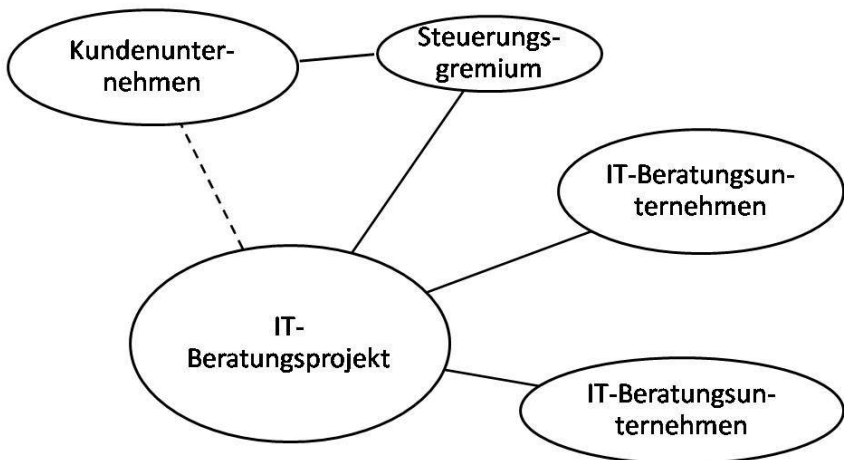 Kundenunter-
nehmen
Steuerungs-
gremium
IT-Beratungsun-
ternehmen
IT-
Beratungsprojekt
IT-Beratungsun-
ternehmen